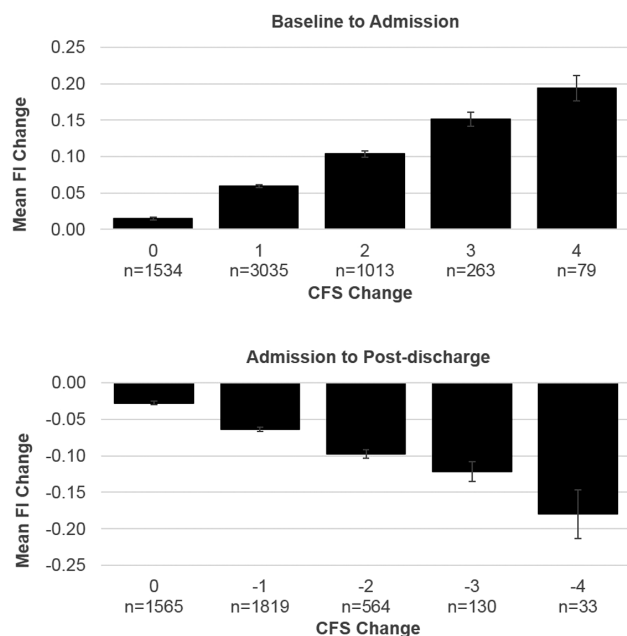 Baseline to Admission
Mean FI Change
0.25
0.20
0.15
0.10
0.05
0.00
0 1 2 3 4
n=1534 n=3035 n=1013 n=263 n=79
CFS Change
Admission to Post-discharge
Mean FI Change
0.00
-0.05
-0.10
-0.15
-0.20
-0.25
0 -1 -2 -3 -4
n=1565 n=1819 n=564 n=130 n=33
CFS Change